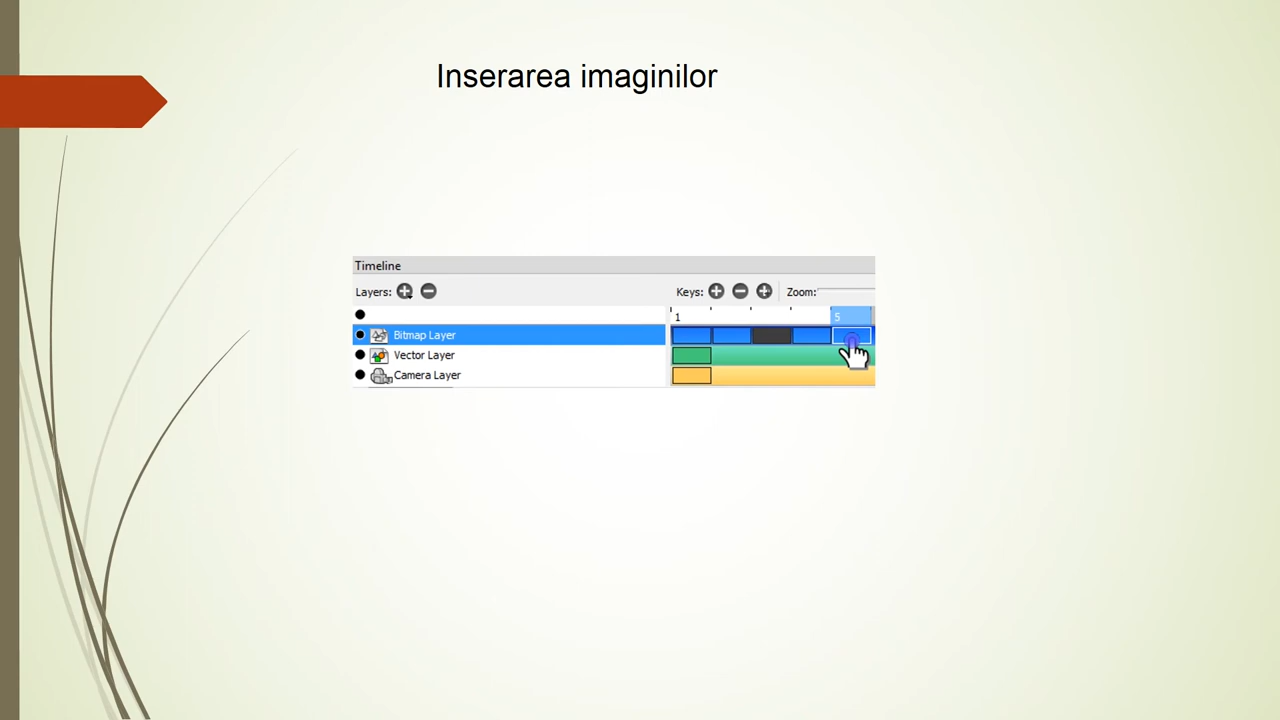 Inserarea imaginilor
Timeline
Layers: Keys: Zoom:
1 5
Bitmap Layer
Vector Layer
Camera Layer